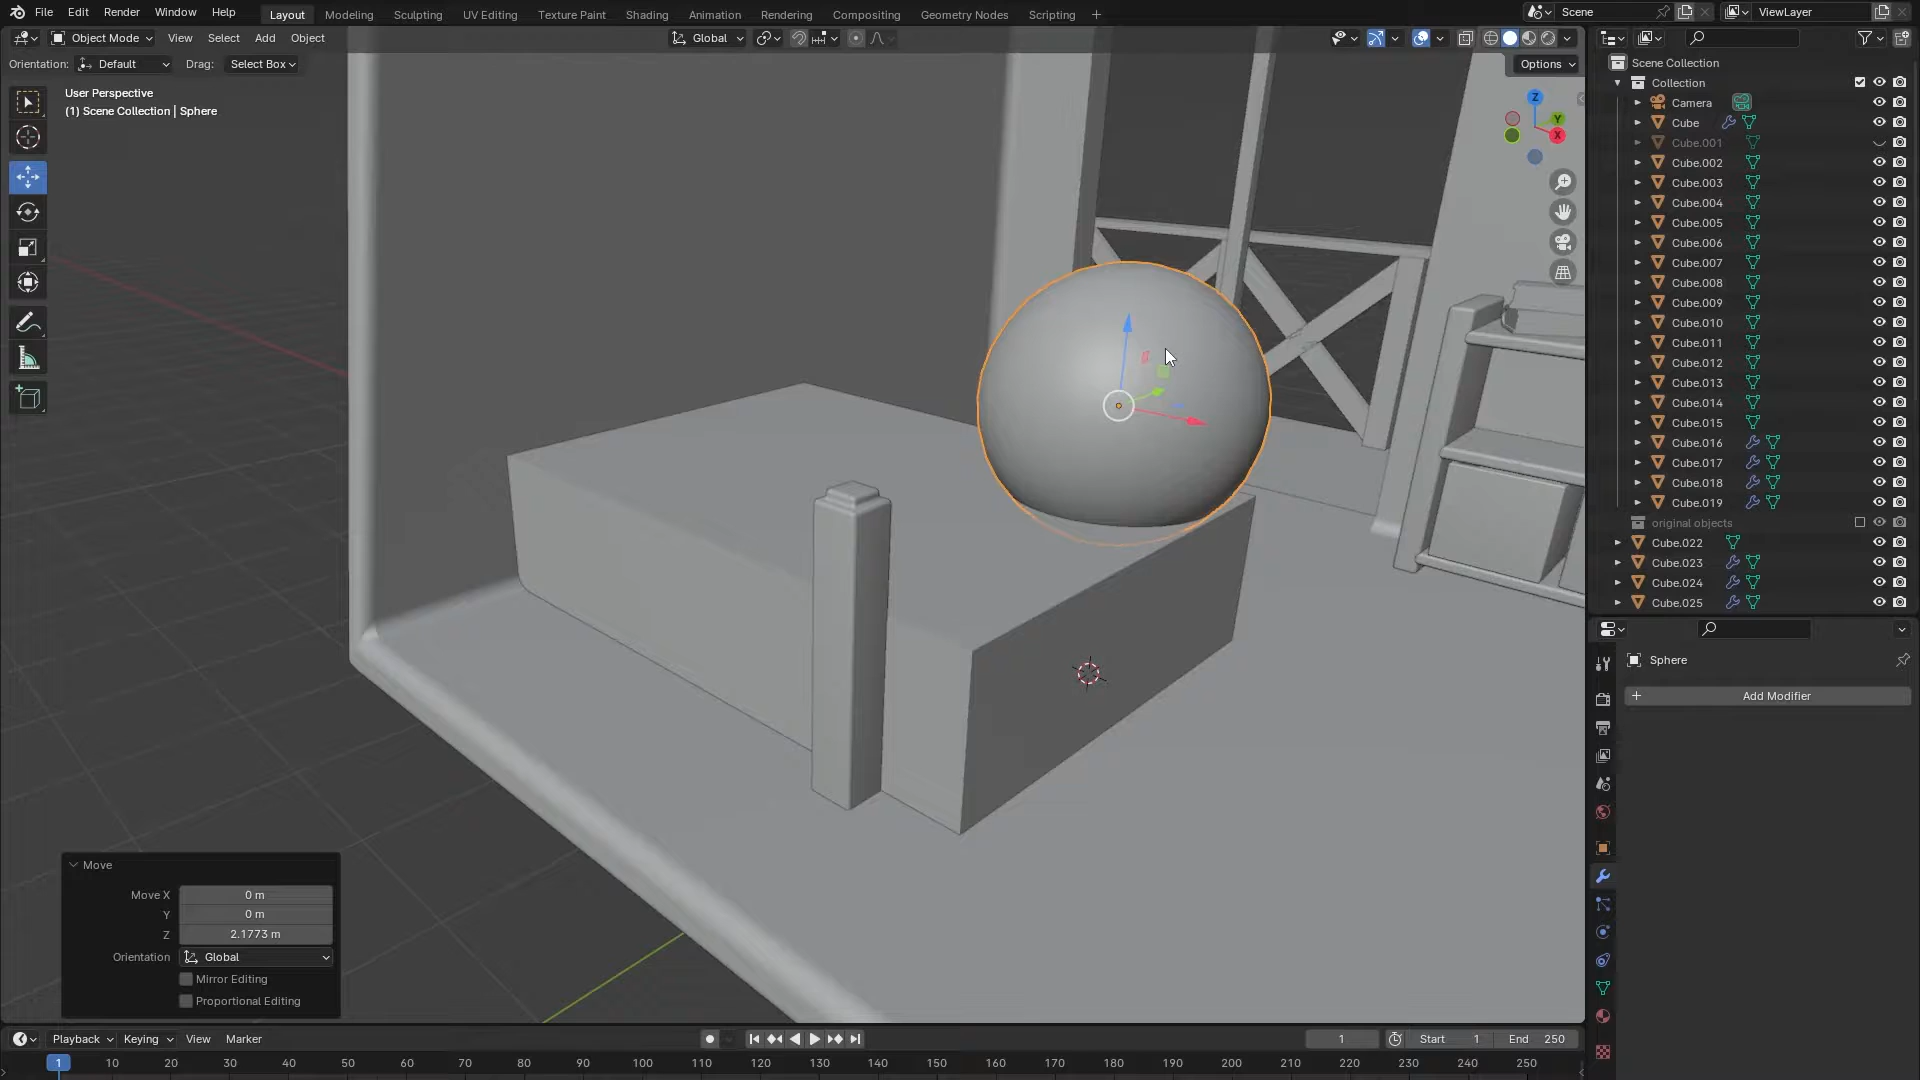 File Edit Render Window Help Layout Modeling Sculpting UV Editing Texture Paint Shading Animation Rendering Compositing Geometry Nodes Scripting + Scene ViewLayer
Object Mode View Select Add Object Global
Orientation: Default Drag: Select Box Options
User Perspective
(1) Scene Collection | Sphere
Z
Y
X
Scene Collection
Collection
Camera
Cube
Cube.001
Cube.002
Cube.003
Cube.004
Cube.005
Cube.006
Cube.007
Cube.008
Cube.009
Cube.010
Cube.011
Cube.012
Cube.013
Cube.014
Cube.015
Cube.016
Cube.017
Cube.018
Cube.019
original objects
Cube.022
Cube.023
Cube.024
Cube.025
Sphere
+ Add Modifier
Move
Move X 0 m
Y 0 m
Z 2.1773 m
Orientation Global
Mirror Editing
Proportional Editing
Playback Keying View Marker 1 Start 1 End 250
1 10 20 30 40 50 60 70 80 90 100 110 120 130 140 150 160 170 180 190 200 210 220 230 240 250